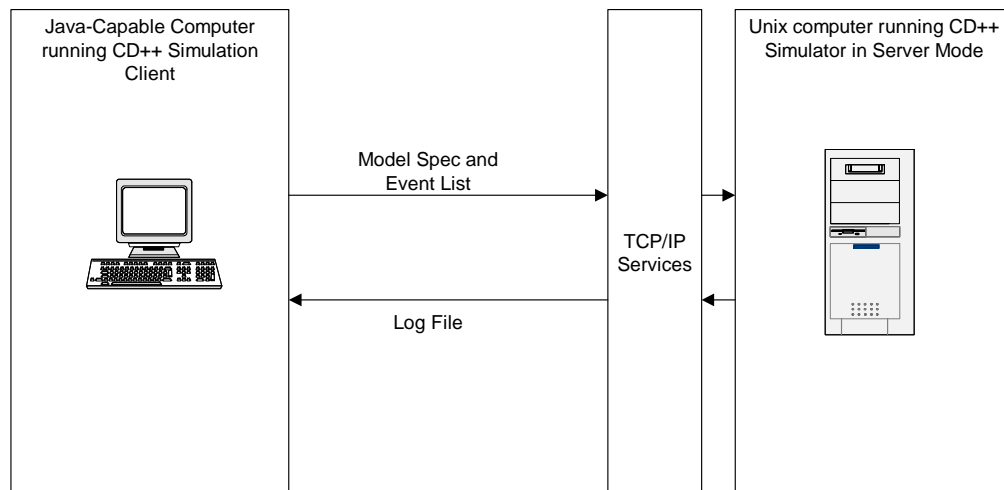 Java-Capable Computer
running CD++ Simulation
Client
Unix computer running CD++
Simulator in Server Mode
Model Spec and
Event List
TCP/IP
Services
Log File